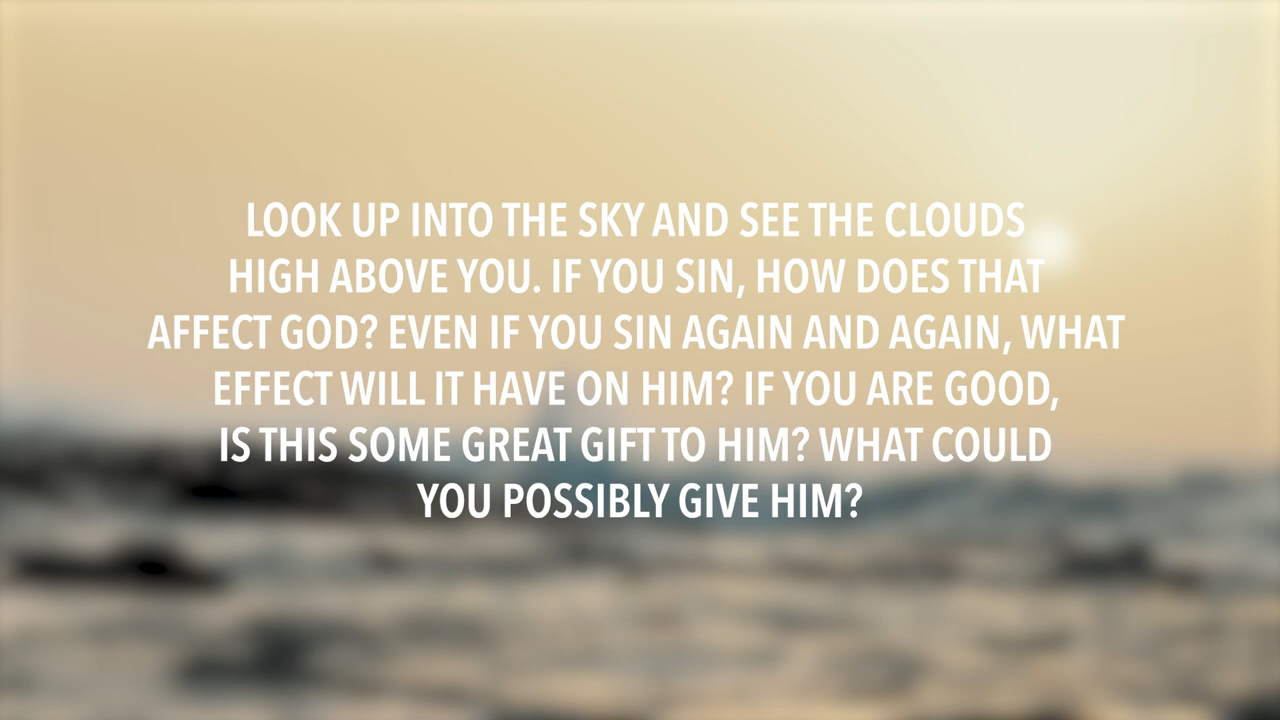 LOOK UP INTO THE SKY AND SEE THE CLOUDS
HIGH ABOVE YOU. IF YOU SIN, HOW DOES THAT
AFFECT GOD? EVEN IF YOU SIN AGAIN AND AGAIN, WHAT
EFFECT WILL IT HAVE ON HIM? IF YOU ARE GOOD,
IS THIS SOME GREAT GIFT TO HIM? WHAT COULD
YOU POSSIBLY GIVE HIM?